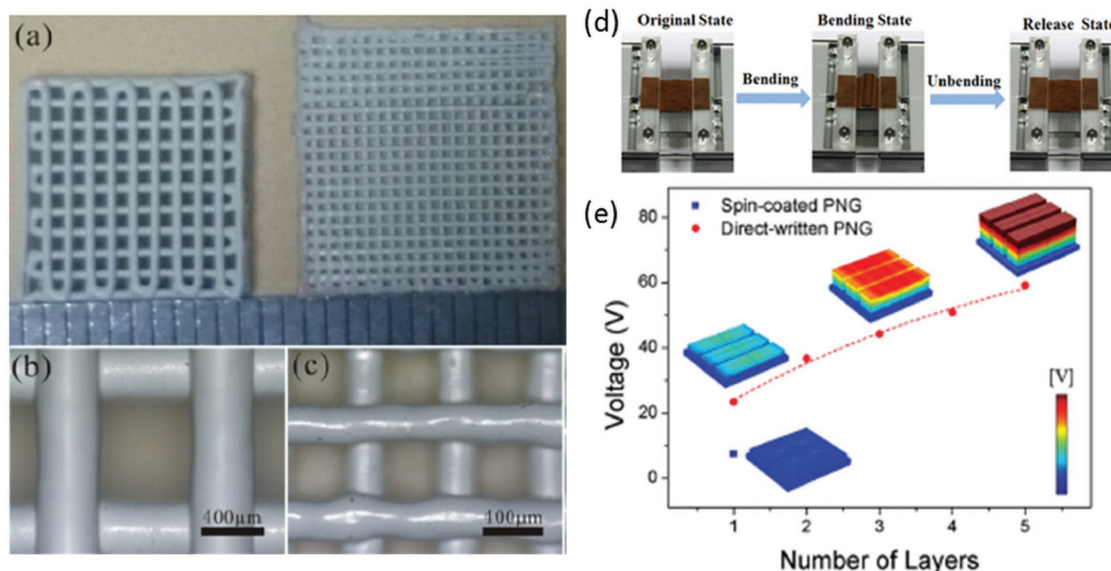 (a)
(b)
400µm
(c)
400µm
(d)
Original State
Bending State
Release State
Bending
Unbending
(e)
Spin-coated PNG
Direct-written PNG
[V]
Voltage (V)
80
60
40
20
0
1
2
3
4
5
Number of Layers